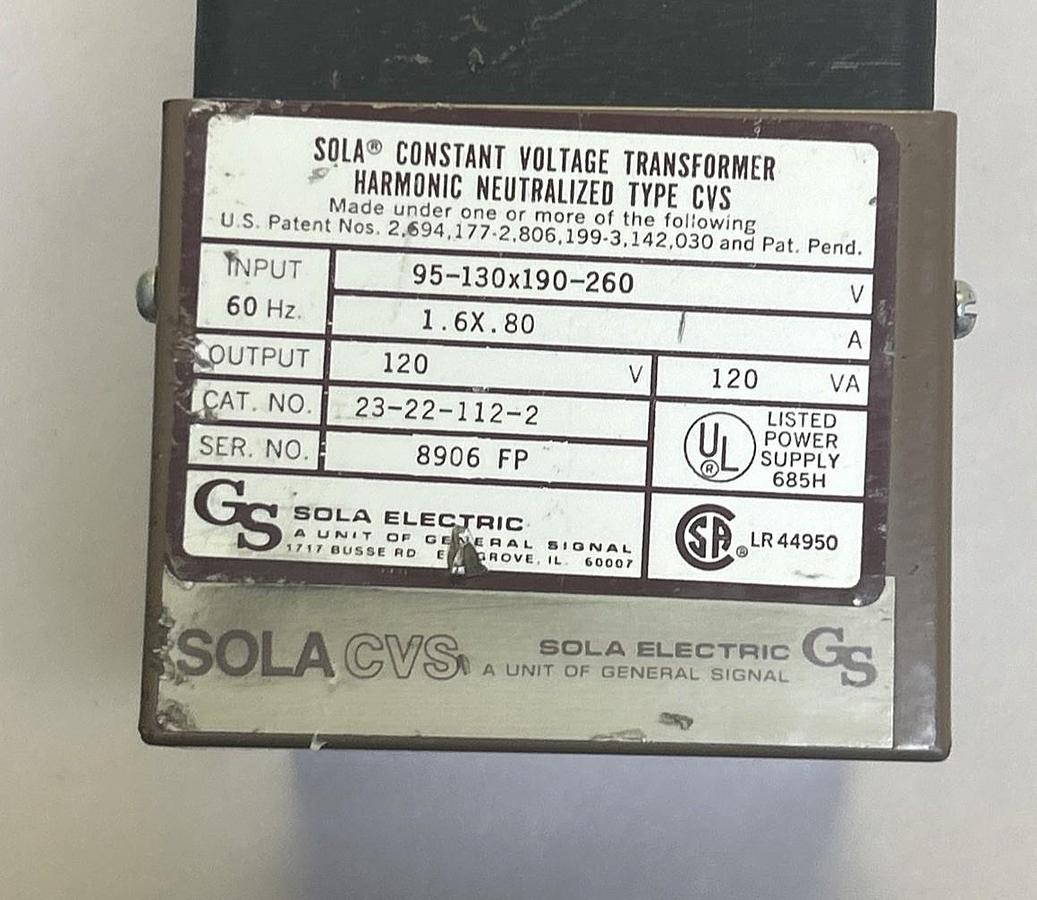 SOLA® CONSTANT VOLTAGE TRANSFORMER
HARMONIC NEUTRALIZED TYPE CVS
Made under one or more of the following
U.S. Patent Nos. 2,694,177-2,806,199-3,142,030 and Pat. Pend.
INPUT
60 Hz.
95-130x190-260 V
1.6X.80 A
OUTPUT 120 V 120 VA
CAT. NO. 23-22-112-2
SER. NO. 8906 FP
UL®
LISTED
POWER
SUPPLY
685H
GS SOLA ELECTRIC
A UNIT OF GENERAL SIGNAL
1717 BUSSE RD GROVE, IL. 60007
SA® LR 44950
SOLA CVS
SOLA ELECTRIC GS
A UNIT OF GENERAL SIGNAL